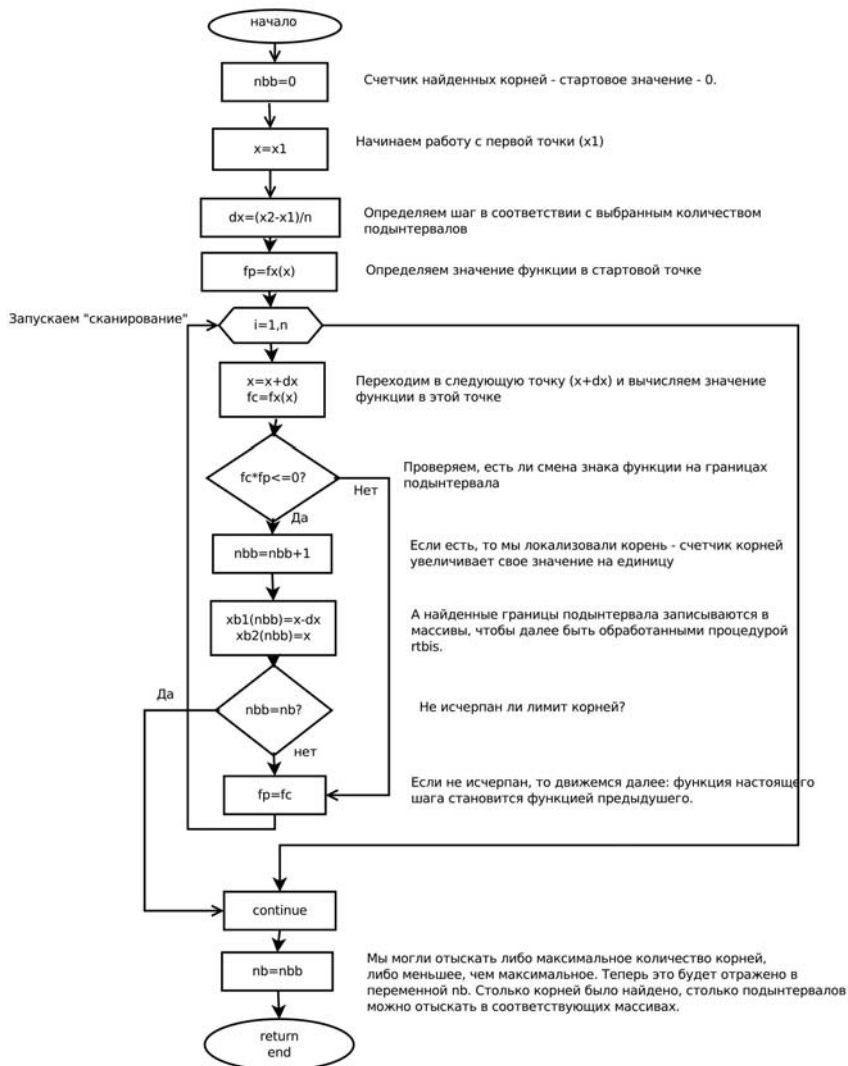 начало
nbb=0
Счетчик найденных корней - стартовое значение - 0.
x=x1
Начинаем работу с первой точки (x1)
dx=(x2-x1)/n
Определяем шаг в соответствии с выбранным количеством
подынтервалов
fp=fx(x)
Определяем значение функции в стартовой точке
Запускаем "сканирование"
i=1,n
x=x+dx
fc=fx(x)
Переходим в следующую точку (x+dx) и вычисляем значение
функции в этой точке
fc*fp<=0?
Нет
Проверяем, есть ли смена знака функции на границах
подынтервала
Да
nbb=nbb+1
Если есть, то мы локализовали корень - счетчик корней
увеличивает свое значение на единицу
xb1(nbb)=x-dx
xb2(nbb)=x
А найденные границы подынтервала записываются в
массивы, чтобы далее быть обработанными процедурой
rtbis.
Да
nbb=nb?
Не исчерпан ли лимит корней?
нет
fp=fc
Если не исчерпан, то движемся далее: функция настоящего
шага становится функцией предыдушего.
continue
nb=nbb
Мы могли отыскать либо максимальное количество корней,
либо меньшее, чем максимальное. Теперь это будет отражено в
переменной nb. Столько корней было найдено, столько подынтервалов
можно отыскать в соответствующих массивах.
return
end